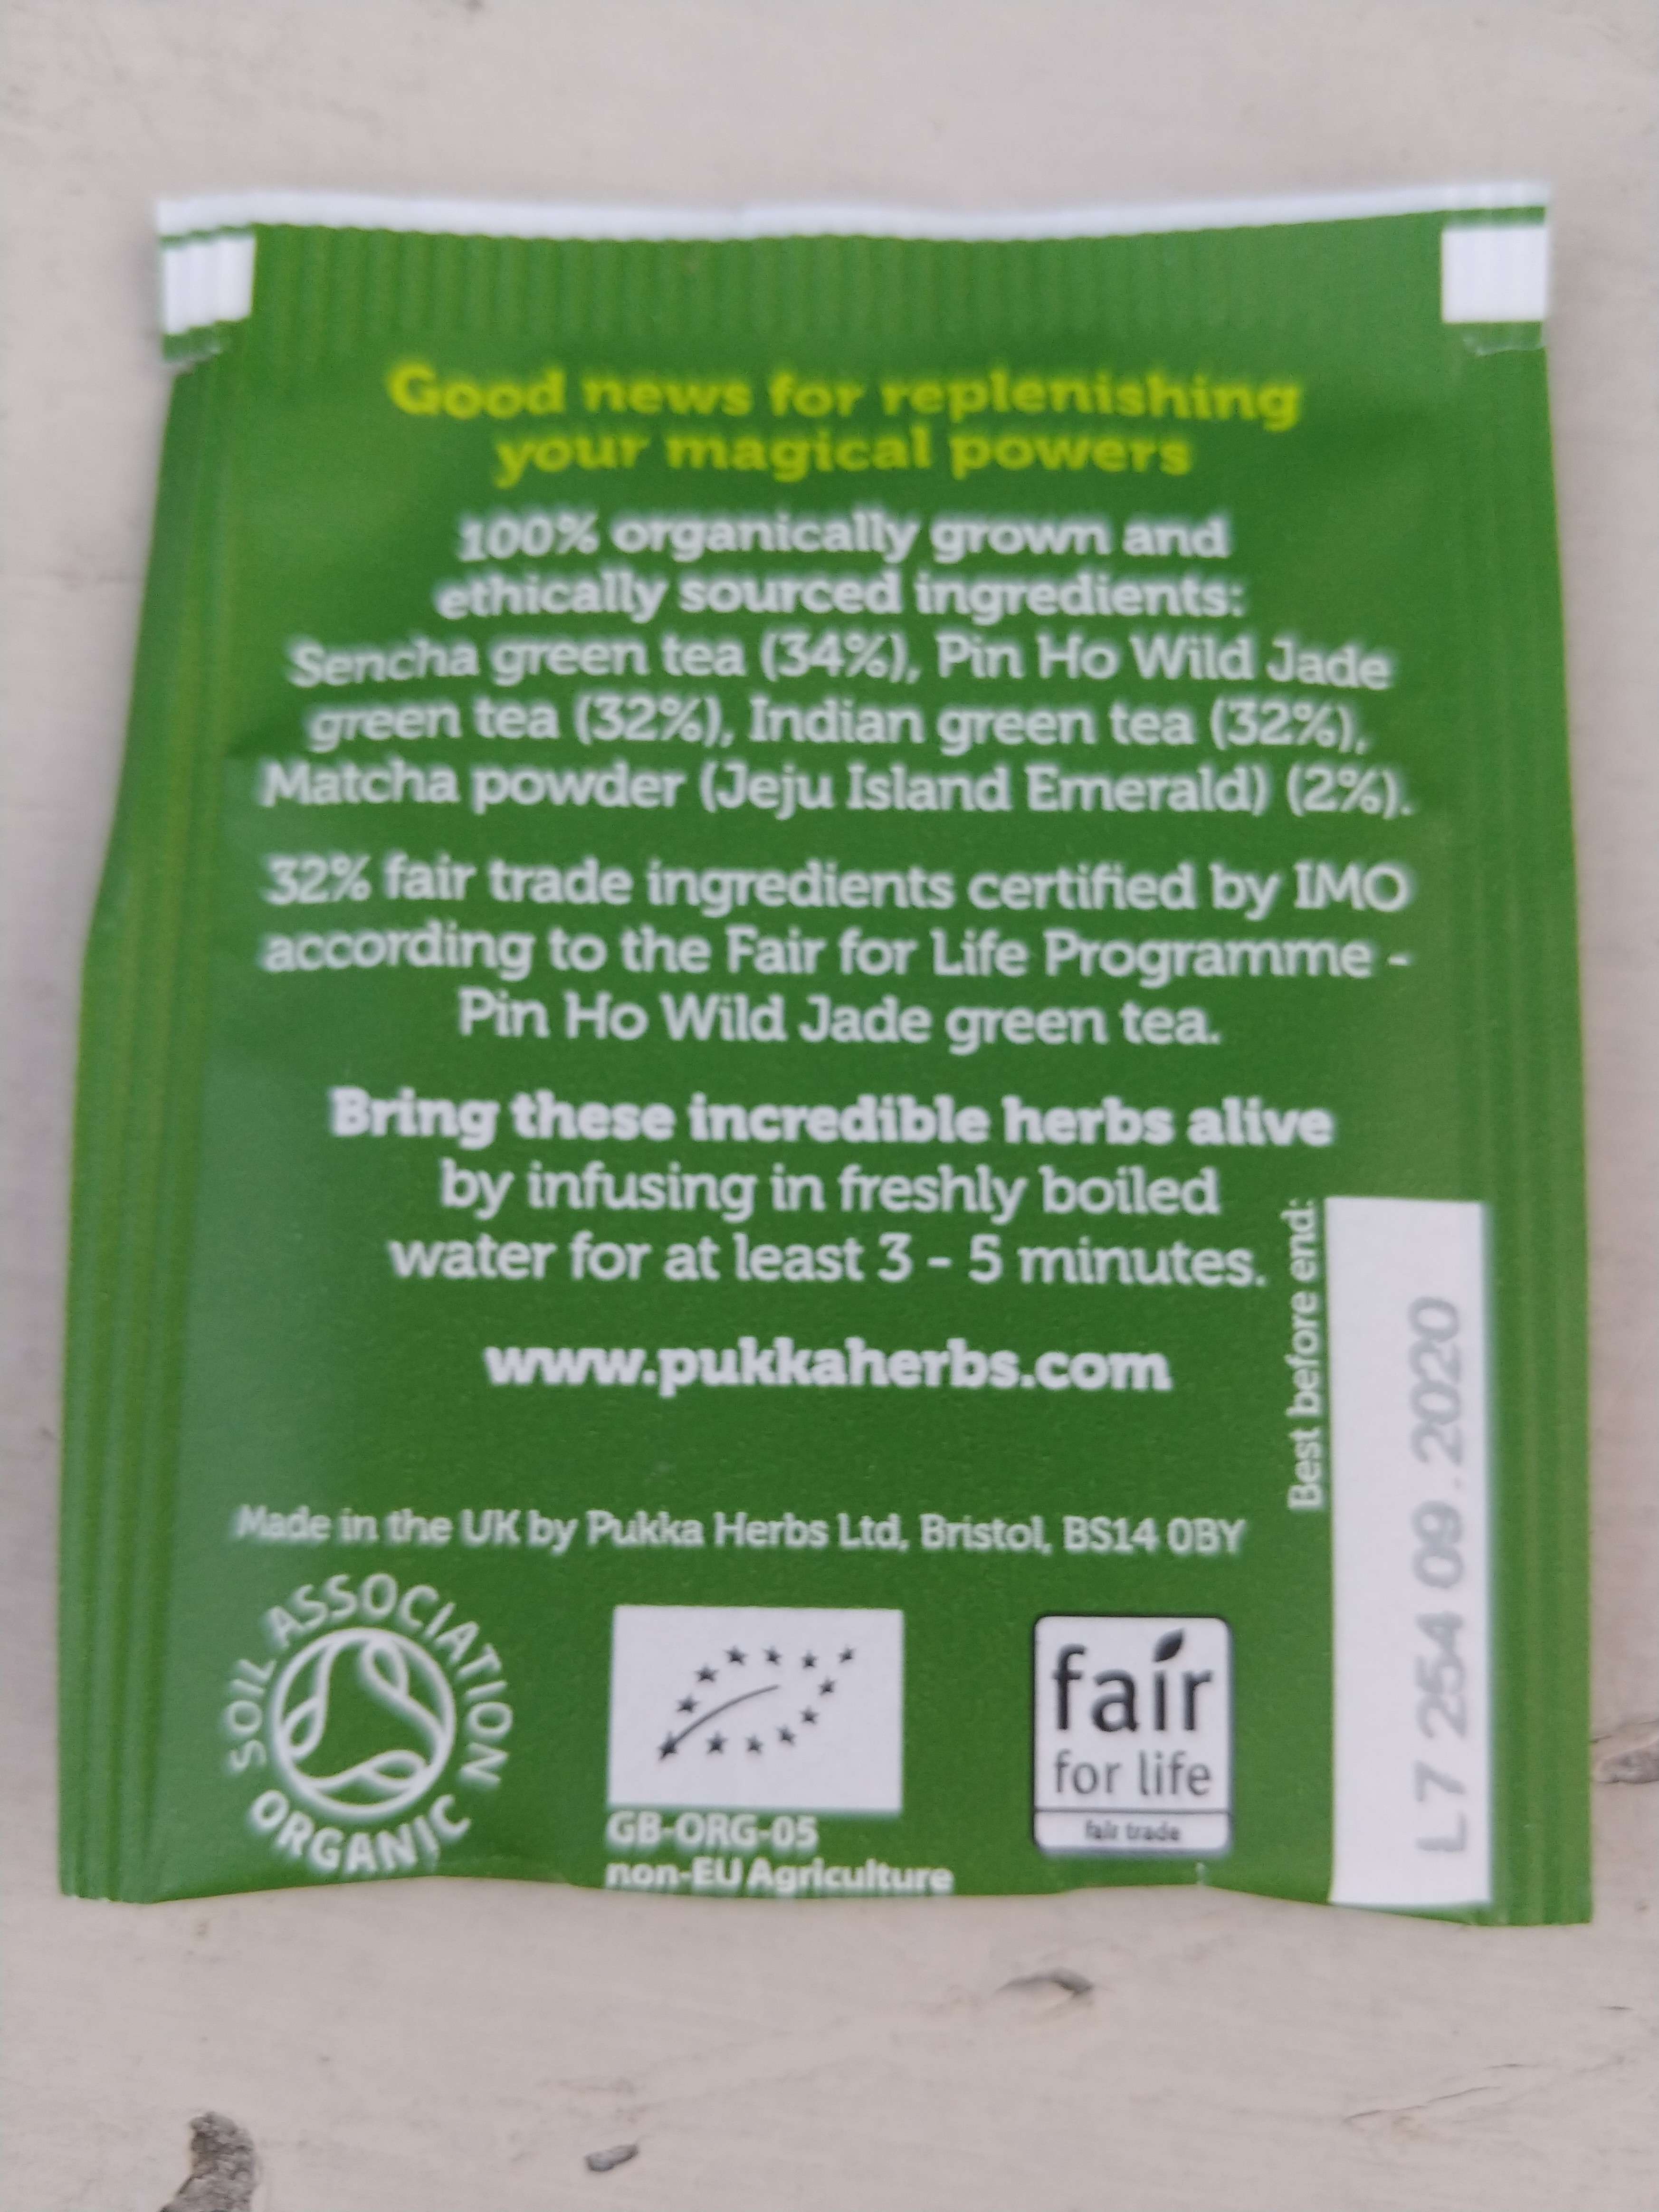 Good news for replenishing
your magical powers
100% organically grown and
ethically sourced ingredients:
Sencha green tea (34%), Pin Ho Wild Jade
green tea (32%), Indian green tea (32%),
Matcha powder (Jeju Island Emerald) (2%).
32% fair trade ingredients certified by IMO
according to the Fair for Life Programme -
Pin Ho Wild Jade green tea.
Bring these incredible herbs alive
by infusing in freshly boiled
water for at least 3 - 5 minutes.
www.pukkaherbs.com
Best before end:
L7 254 09.2020
Made in the UK by Pukka Herbs Ltd, Bristol, BS14 0BY
SOIL ASSOCIATION
ORGANIC
GB-ORG-05
non-EU Agriculture
fair
for life
fair trade